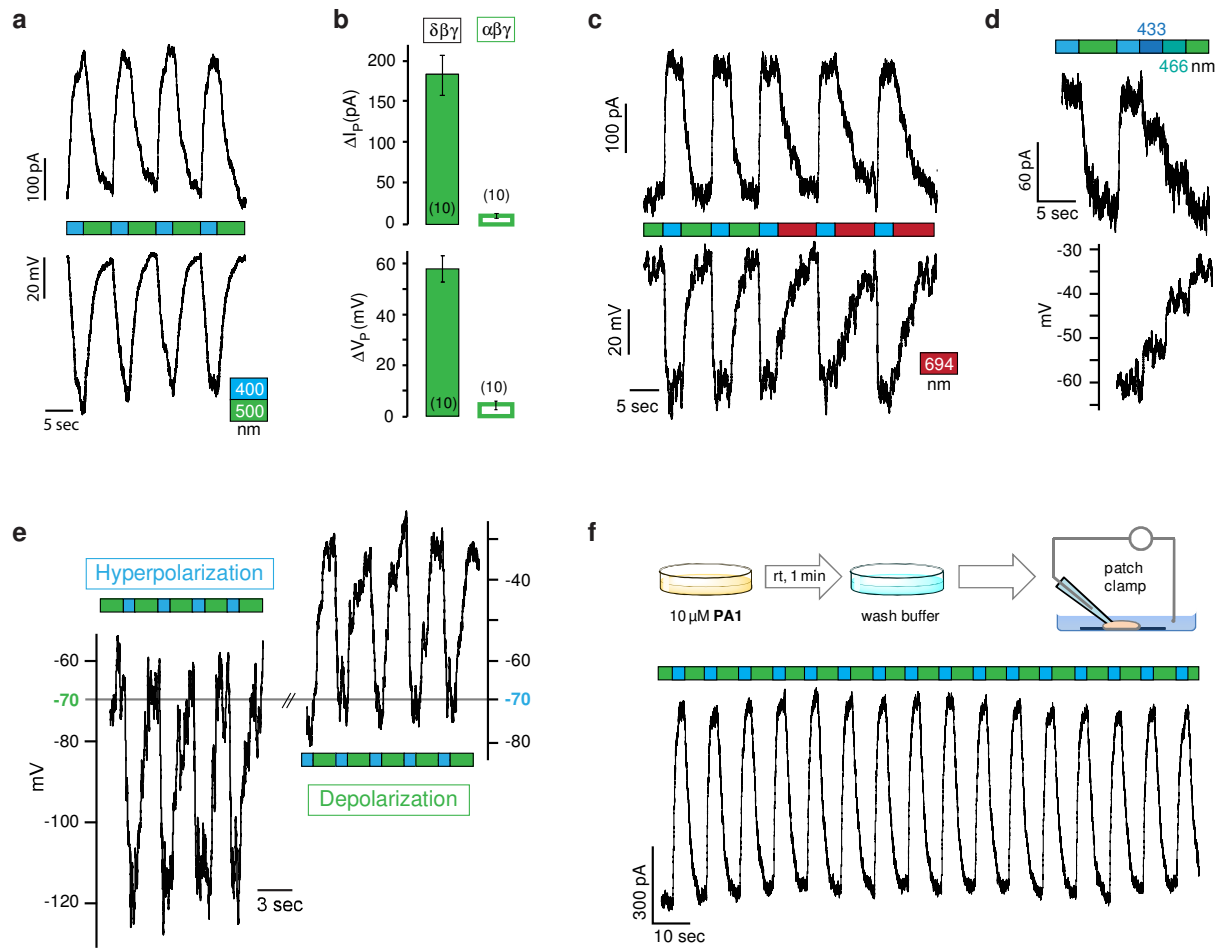 a
100 pA
20 mV
5 sec
400
500
nm
b
δβγ
αβγ
ΔI_P(pA)
200
150
100
50
0
(10)
(10)
ΔV_P(mV)
60
40
20
0
(10)
(10)
c
100 pA
20 mV
5 sec
694
nm
d
433
466 nm
60 pA
5 sec
-30
-40
-50
-60
mV
e
Hyperpolarization
-60
-70
-80
-100
-120
mV
3 sec
//
-40
-60
-70
-80
Depolarization
f
10 μM PA1
rt, 1 min
wash buffer
patch
clamp
300 pA
10 sec